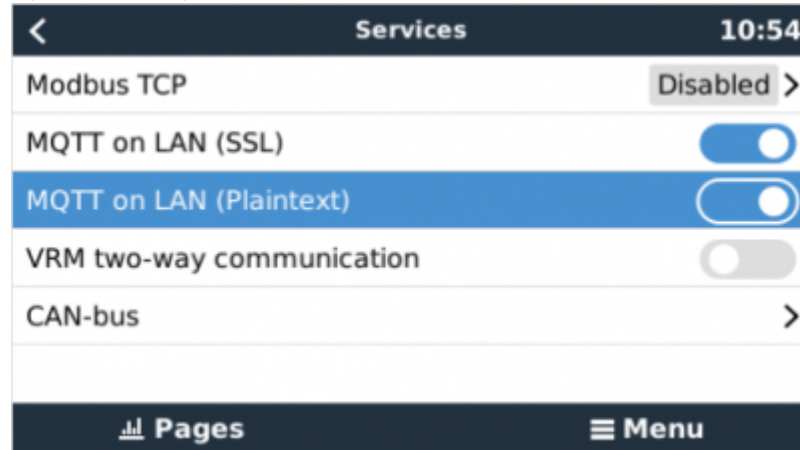 Services 10:54
Modbus TCP Disabled
MQTT on LAN (SSL)
MQTT on LAN (Plaintext)
VRM two-way communication
CAN-bus
Pages Menu